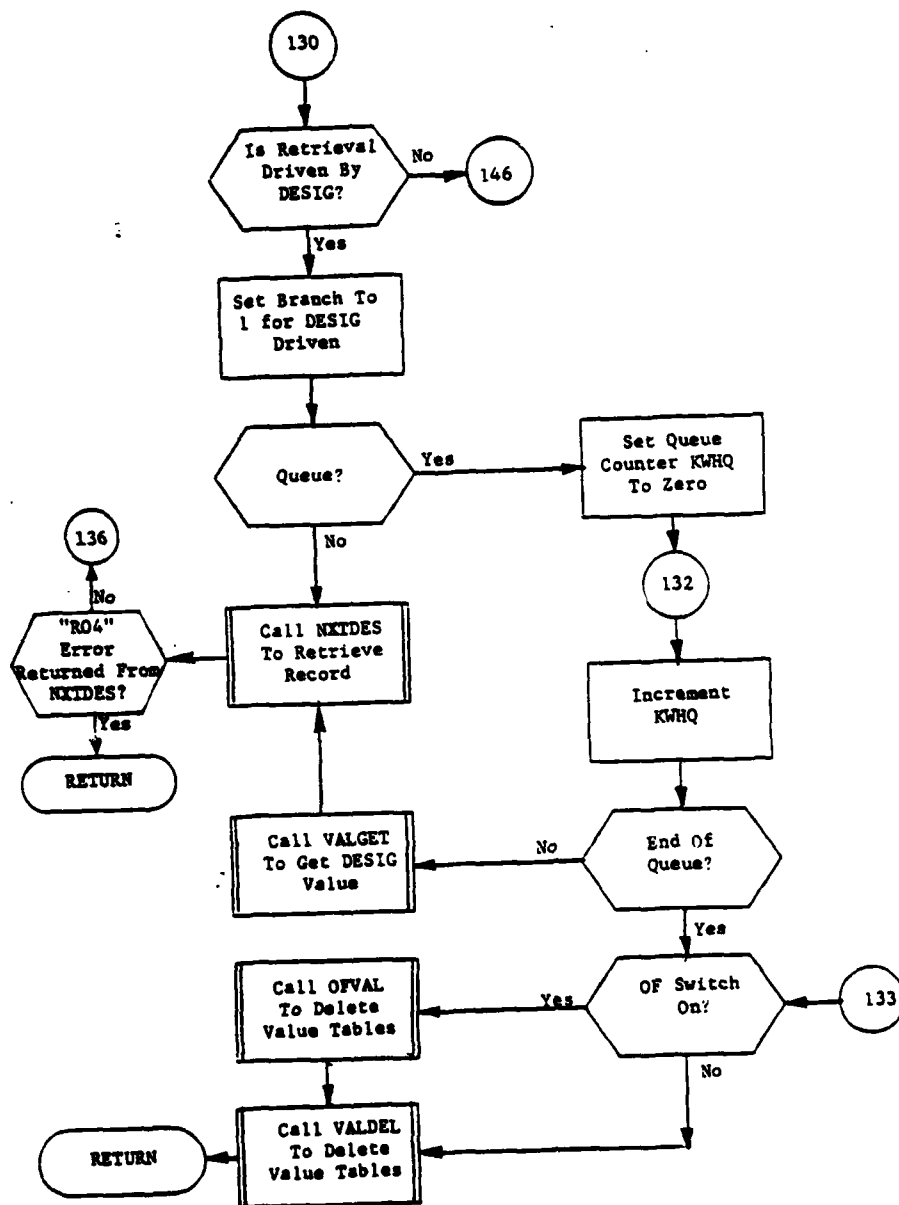 130
Is Retrieval
Driven By
DESIG?
No
146
Yes
Set Branch To
1 for DESIG
Driven
Queue?
Yes
Set Queue
Counter KWHQ
To Zero
No
132
136
No
"RO4"
Error
Returned From
NXTDES?
Yes
RETURN
Call NXTDES
To Retrieve
Record
Increment
KWHQ
Call VALGET
To Get DESIG
Value
No
End Of
Queue?
Yes
Call OFVAL
To Delete
Value Tables
Yes
OF Switch
On?
133
No
Call VALDEL
To Delete
Value Tables
RETURN